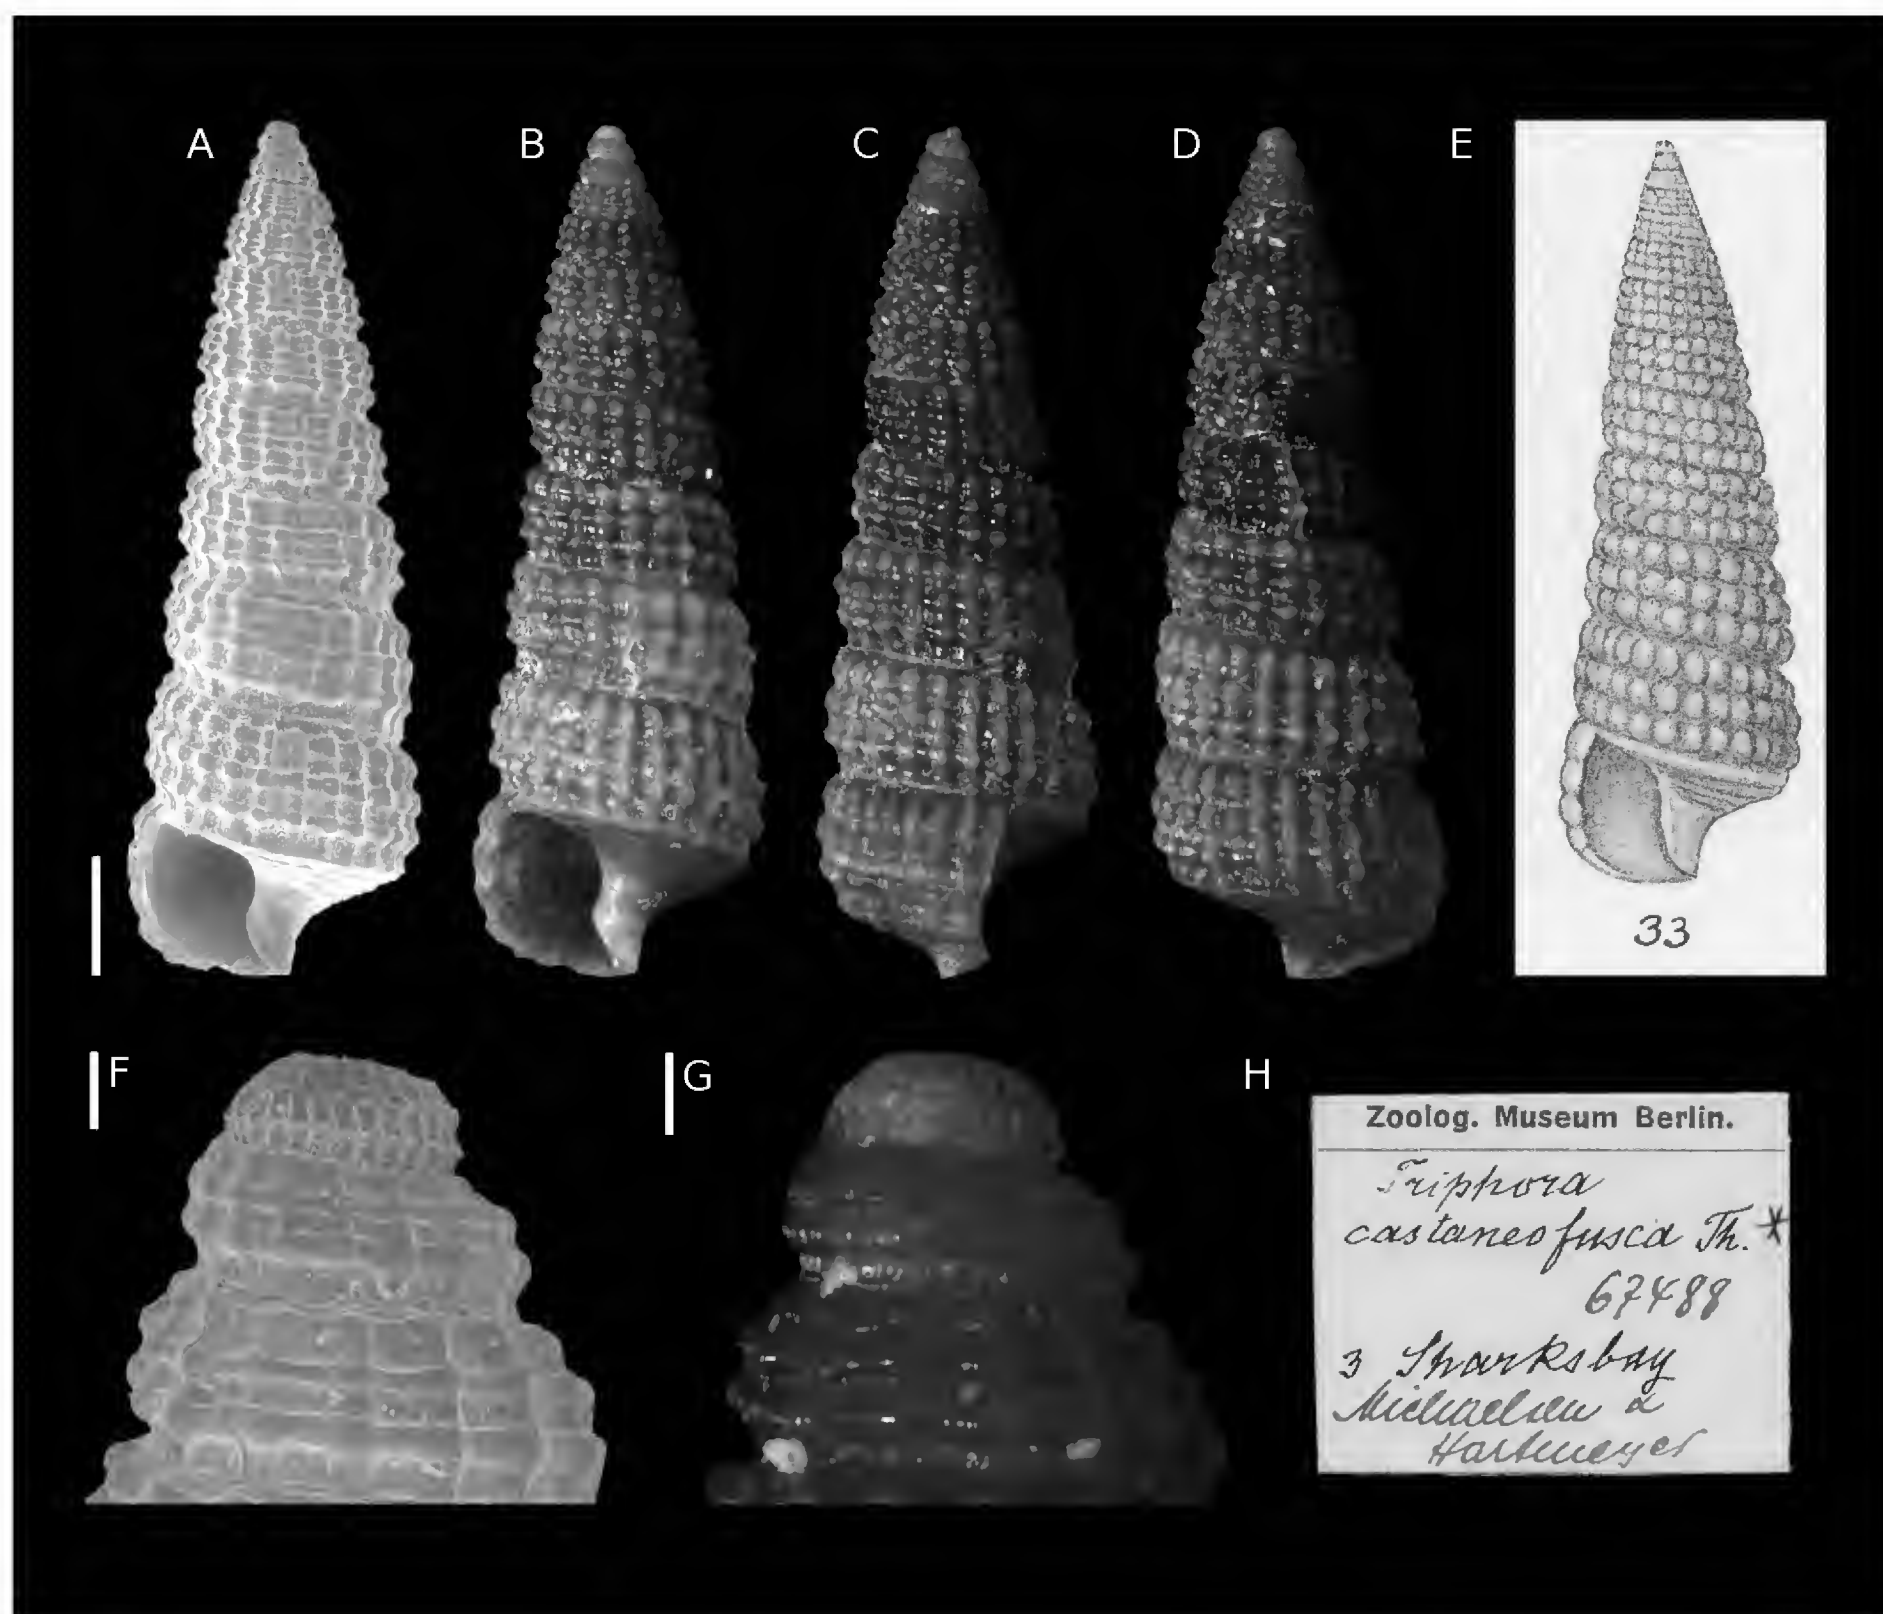 A
B
C
D
E
33
F
G
H
Zoolog. Museum Berlin.
Triphora
castaneofusca Th. *
67488
3 Sharksbay
Michaelsen &
Hartmeyer